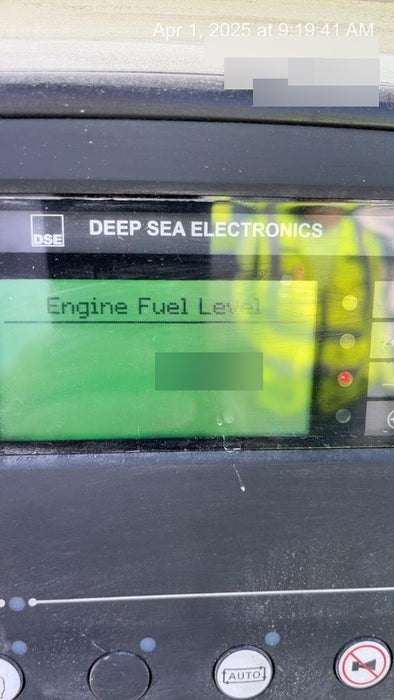 Apr 1, 2025 at 9:19:41 AM
DSE
DEEP SEA ELECTRONICS
Engine Fuel Level
AUTO